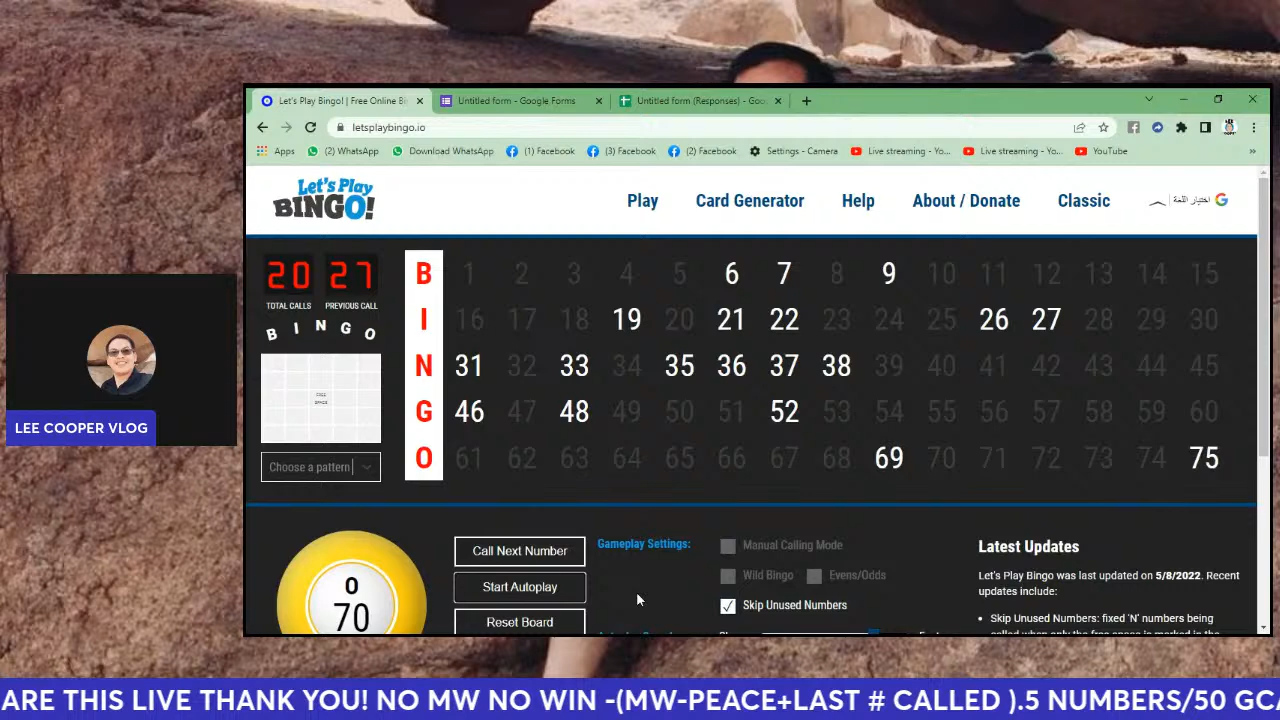 Let's Play Bingo! | Free Online Bi
Untitled form - Google Forms
Untitled form (Responses) - Goo
letsplaybingo.io
Apps
(2) WhatsApp
Download WhatsApp
(1) Facebook
(3) Facebook
(2) Facebook
Settings - Camera
Live streaming - Yo...
Live streaming - Yo...
YouTube
»
Let's Play
BINGO!
Play
Card Generator
Help
About / Donate
Classic
اختبار اللغة
20 27
TOTAL CALLS PREVIOUS CALL
B I N G O
FREE
SPACE
Choose a pattern
B 1 2 3 4 5 6 7 8 9 10 11 12 13 14 15
I 16 17 18 19 20 21 22 23 24 25 26 27 28 29 30
N 31 32 33 34 35 36 37 38 39 40 41 42 43 44 45
G 46 47 48 49 50 51 52 53 54 55 56 57 58 59 60
O 61 62 63 64 65 66 67 68 69 70 71 72 73 74 75
O
70
Call Next Number
Start Autoplay
Reset Board
Gameplay Settings:
Manual Calling Mode
Wild Bingo Evens/Odds
Skip Unused Numbers
Latest Updates
Let's Play Bingo was last updated on 5/8/2022. Recent
updates include:
• Skip Unused Numbers: fixed 'N' numbers being
LEE COOPER VLOG
ARE THIS LIVE THANK YOU! NO MW NO WIN -(MW-PEACE+LAST # CALLED ).5 NUMBERS/50 GCA